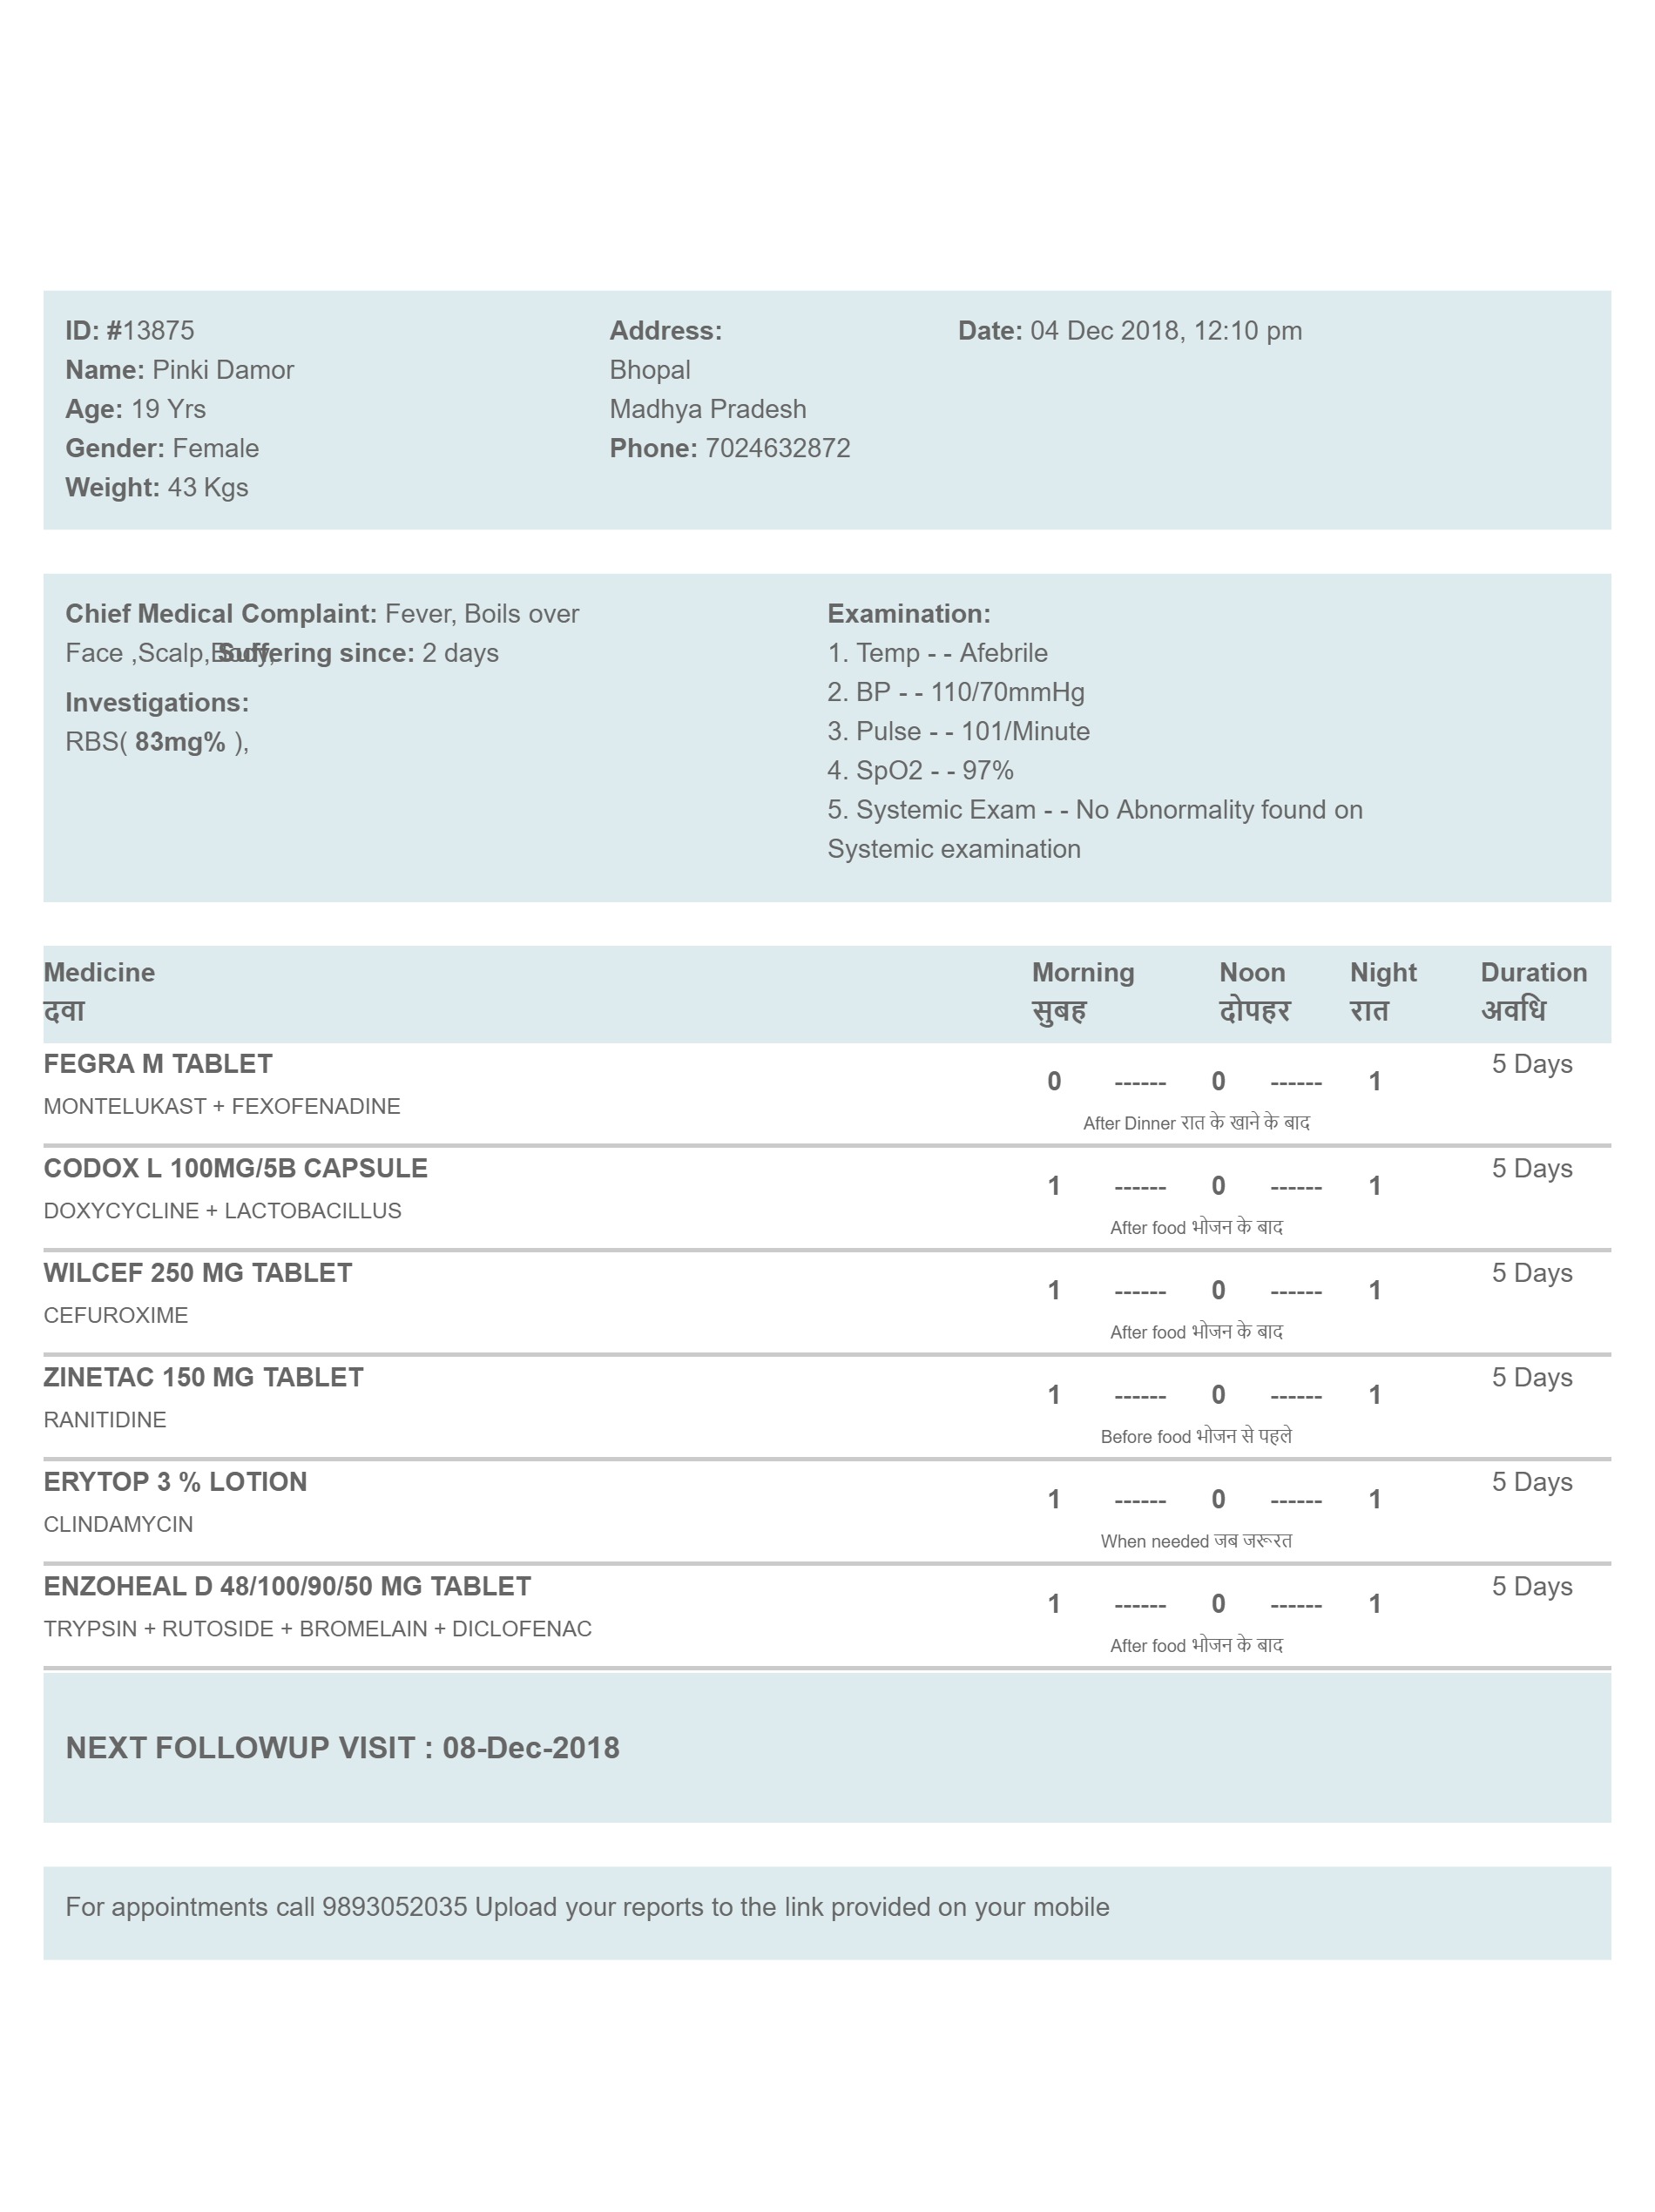 ID: #13875
Name: Pinki Damor
Age: 19 Yrs
Gender: Female
Weight: 43 Kgs
Address:
Bhopal
Madhya Pradesh
Phone: 7024632872
Date: 04 Dec 2018, 12:10 pm
Chief Medical Complaint: Fever, Boils over
Face ,Scalp,Body, Suffering since: 2 days
Investigations:
RBS( 83mg% ),
Examination:
1. Temp - - Afebrile
2. BP - - 110/70mmHg
3. Pulse - - 101/Minute
4. SpO2 - - 97%
5. Systemic Exam - - No Abnormality found on
Systemic examination
Medicine Morning Noon Night Duration
दवा सुबह दोपहर रात अवधि
FEGRA M TABLET 5 Days
0 ------ 0 ------ 1
MONTELUKAST + FEXOFENADINE
After Dinner रात के खाने के बाद
CODOX L 100MG/5B CAPSULE 5 Days
1 ------ 0 ------ 1
DOXYCYCLINE + LACTOBACILLUS
After food भोजन के बाद
WILCEF 250 MG TABLET 5 Days
1 ------ 0 ------ 1
CEFUROXIME
After food भोजन के बाद
ZINETAC 150 MG TABLET 5 Days
1 ------ 0 ------ 1
RANITIDINE
Before food भोजन से पहले
ERYTOP 3 % LOTION 5 Days
1 ------ 0 ------ 1
CLINDAMYCIN
When needed जब जरूरत
ENZOHEAL D 48/100/90/50 MG TABLET 5 Days
1 ------ 0 ------ 1
TRYPSIN + RUTOSIDE + BROMELAIN + DICLOFENAC
After food भोजन के बाद
NEXT FOLLOWUP VISIT : 08-Dec-2018
For appointments call 9893052035 Upload your reports to the link provided on your mobile